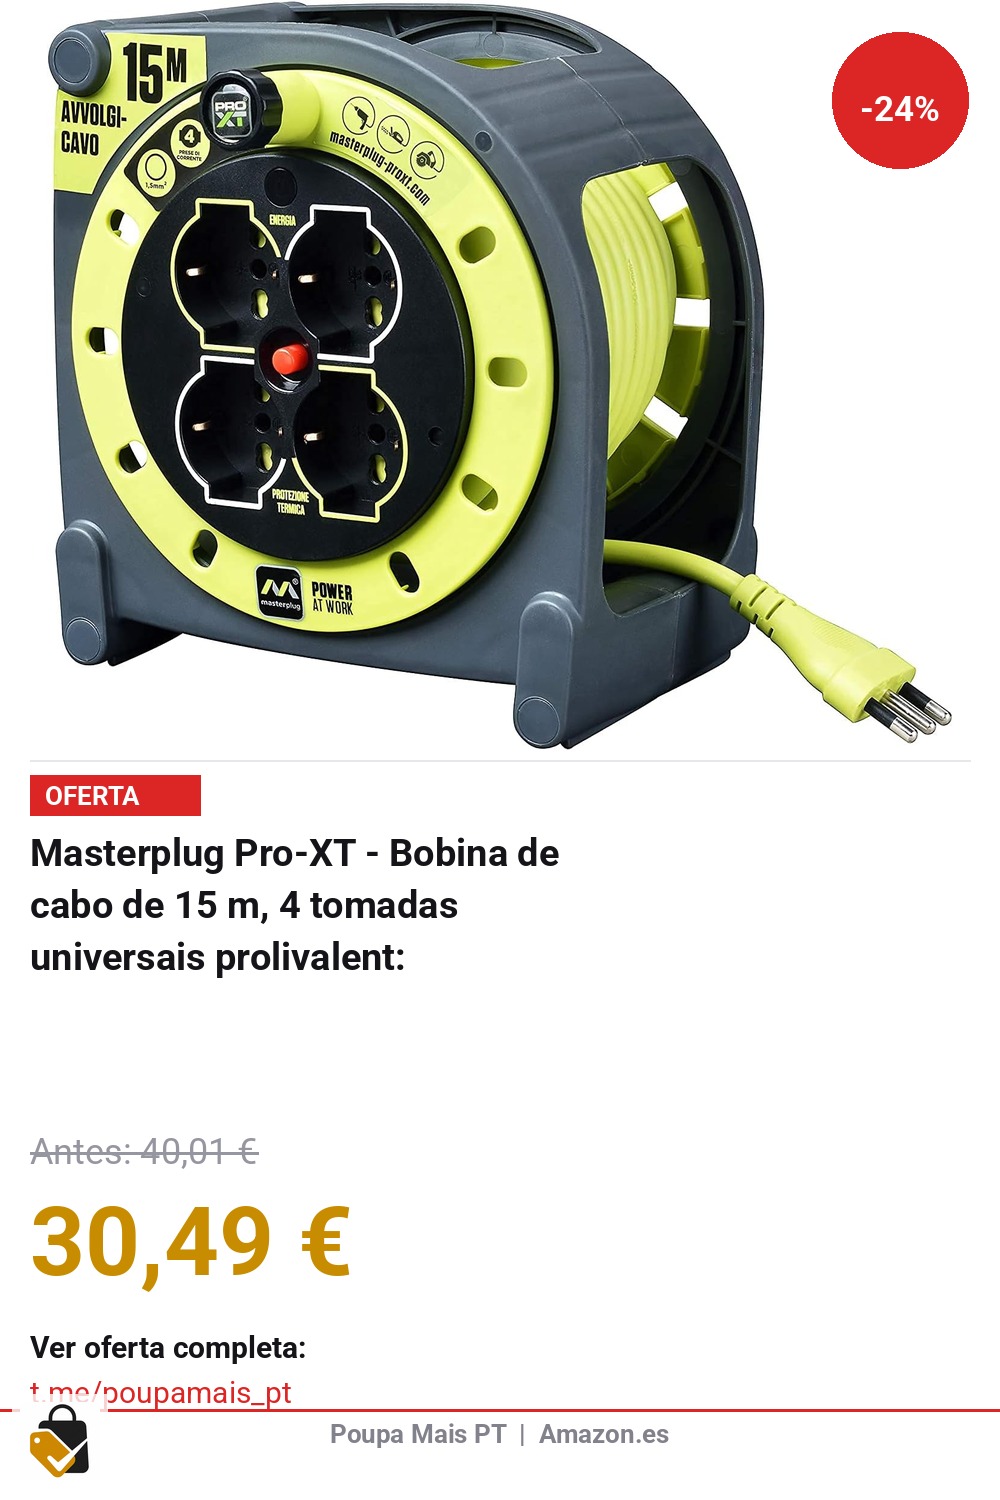 15M
AVVOLGI-
CAVO
PRO
XT
4
PRESE DI
CORRENTE
1,5mm²
masterplug-proxt.com
ENERGIA
PROTEZIONE
TERMICA
masterplug®
POWER
AT WORK
-24%
OFERTA
Masterplug Pro-XT - Bobina de
cabo de 15 m, 4 tomadas
universais prolivalent:
Antes: 40,01 €
30,49 €
Ver oferta completa:
t.me/poupamais_pt
Poupa Mais PT | Amazon.es